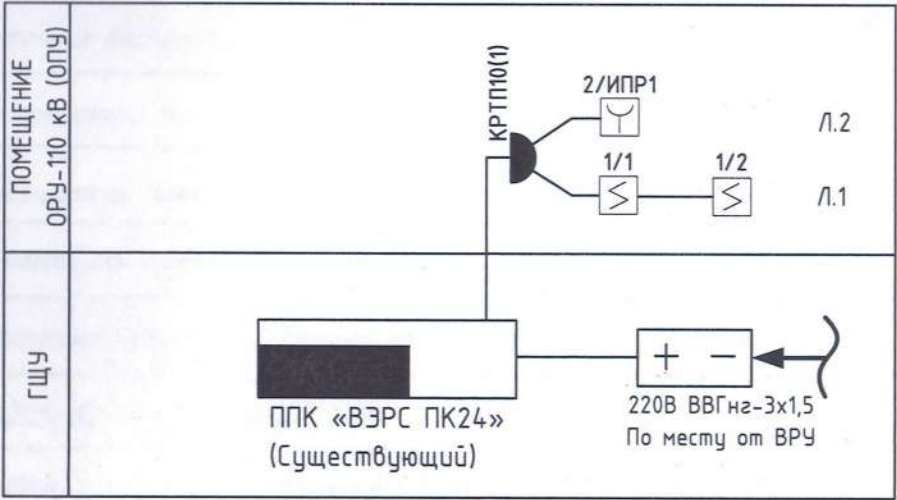 ПОМЕЩЕНИЕ
ОРУ-110 кВ (ОПУ)
КРТП10(1)
2/ИПР1
Л.2
1/1
1/2
Л.1
ГЩУ
+ −
ППК «ВЭРС ПК24»
(Существующий)
220В ВВГнг-3х1,5
По месту от ВРУ